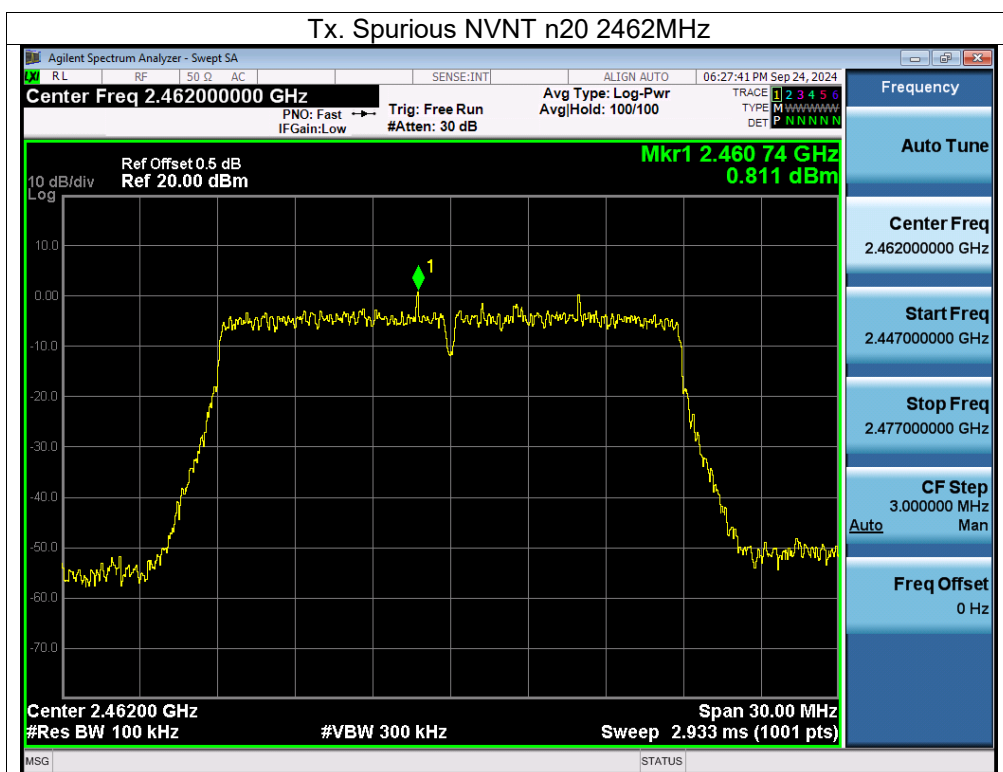 Tx. Spurious NVNT n20 2462MHz
Agilent Spectrum Analyzer - Swept SA
LXI RL RF 50 Ω AC SENSE:INT ALIGN AUTO 06:27:41 PM Sep 24, 2024
Center Freq 2.462000000 GHz
PNO: Fast
IFGain:Low
Trig: Free Run
#Atten: 30 dB
Avg Type: Log-Pwr
Avg|Hold: 100/100
TRACE 1 2 3 4 5 6
TYPE M WWWWW
DET P N N N N N
Mkr1 2.460 74 GHz
0.811 dBm
Ref Offset 0.5 dB
10 dB/div Ref 20.00 dBm
Log
10.0
0.00
-10.0
-20.0
-30.0
-40.0
-50.0
-60.0
-70.0
1
Center 2.46200 GHz Span 30.00 MHz
#Res BW 100 kHz #VBW 300 kHz Sweep 2.933 ms (1001 pts)
MSG STATUS
Frequency
Auto Tune
Center Freq
2.462000000 GHz
Start Freq
2.447000000 GHz
Stop Freq
2.477000000 GHz
CF Step
3.000000 MHz
Auto Man
Freq Offset
0 Hz